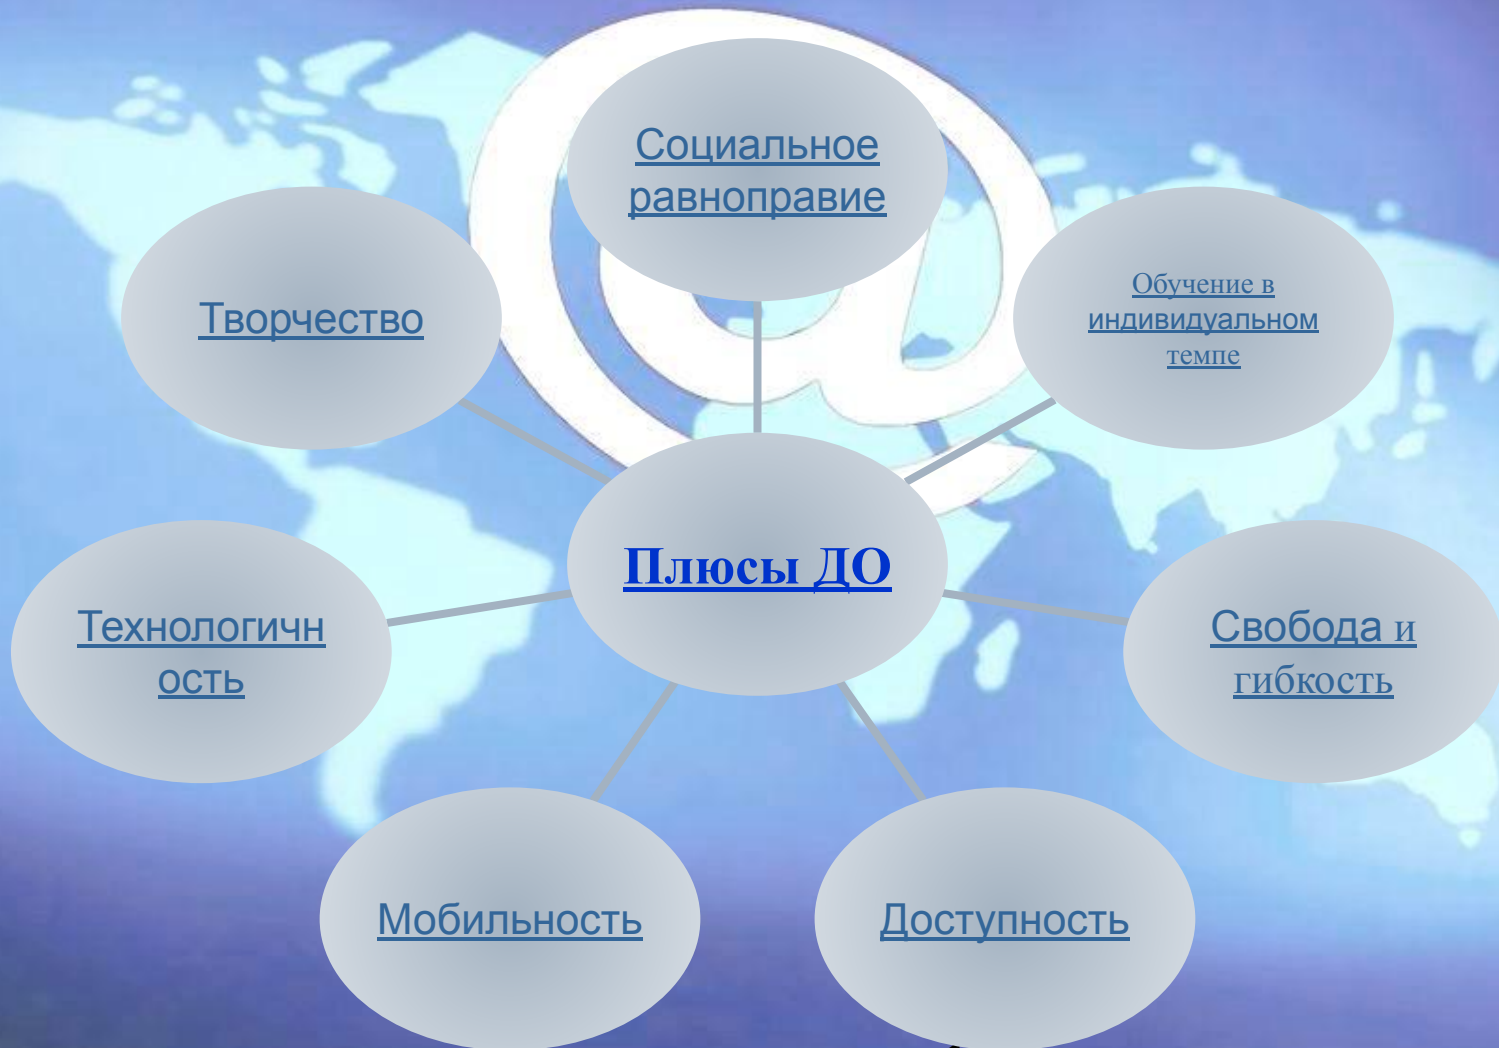 Социальное
равноправие
Обучение в
индивидуальном
темпе
Творчество
Плюсы ДО
Свобода и
гибкость
Технологичн
ость
Мобильность
Доступность